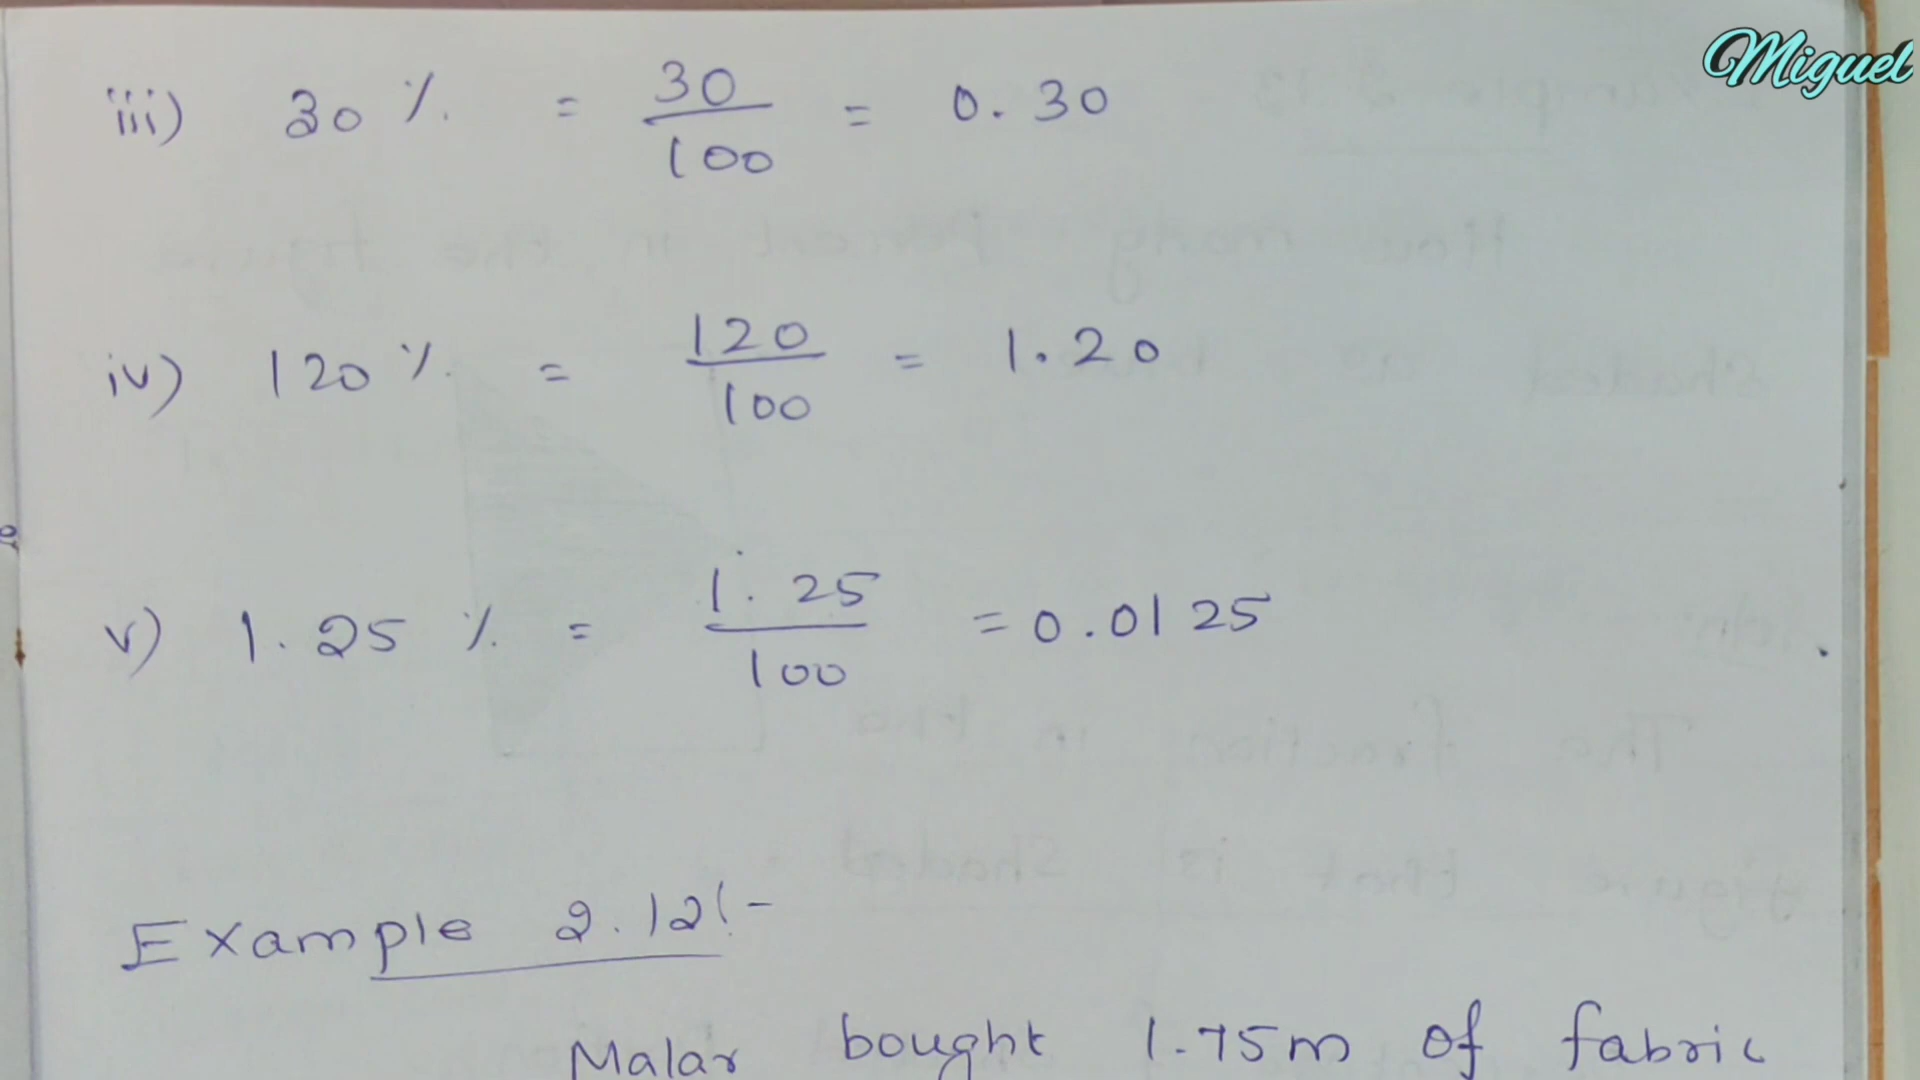 Miguel
iii) 30 % = 30/100 = 0.30
iv) 120 % = 120/100 = 1.20
v) 1.25 % = 1.25/100 = 0.0125
Example 2.12:-
Malar bought 1.75m of fabric